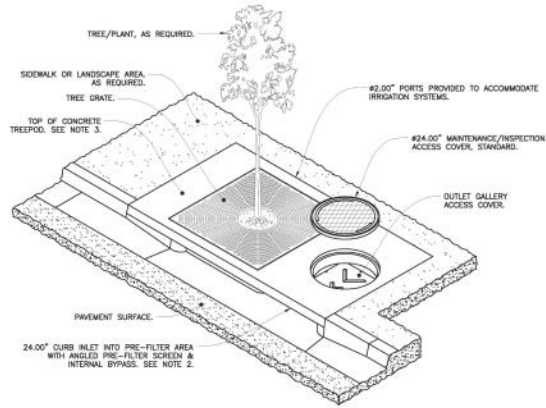 TREE/PLANT, AS REQUIRED.
SIDEWALK OR LANDSCAPE AREA,
AS REQUIRED.
TREE GRATE.
TOP OF CONCRETE
TREEPOD. SEE NOTE 3.
ø2.00" PORTS PROVIDED TO ACCOMMODATE
IRRIGATION SYSTEMS.
ø24.00" MAINTENANCE/INSPECTION
ACCESS COVER, STANDARD.
OUTLET GALLERY
ACCESS COVER.
PAVEMENT SURFACE.
24.00" CURB INLET INTO PRE-FILTER AREA
WITH ANGLED PRE-FILTER SCREEN &
INTERNAL BYPASS. SEE NOTE 2.